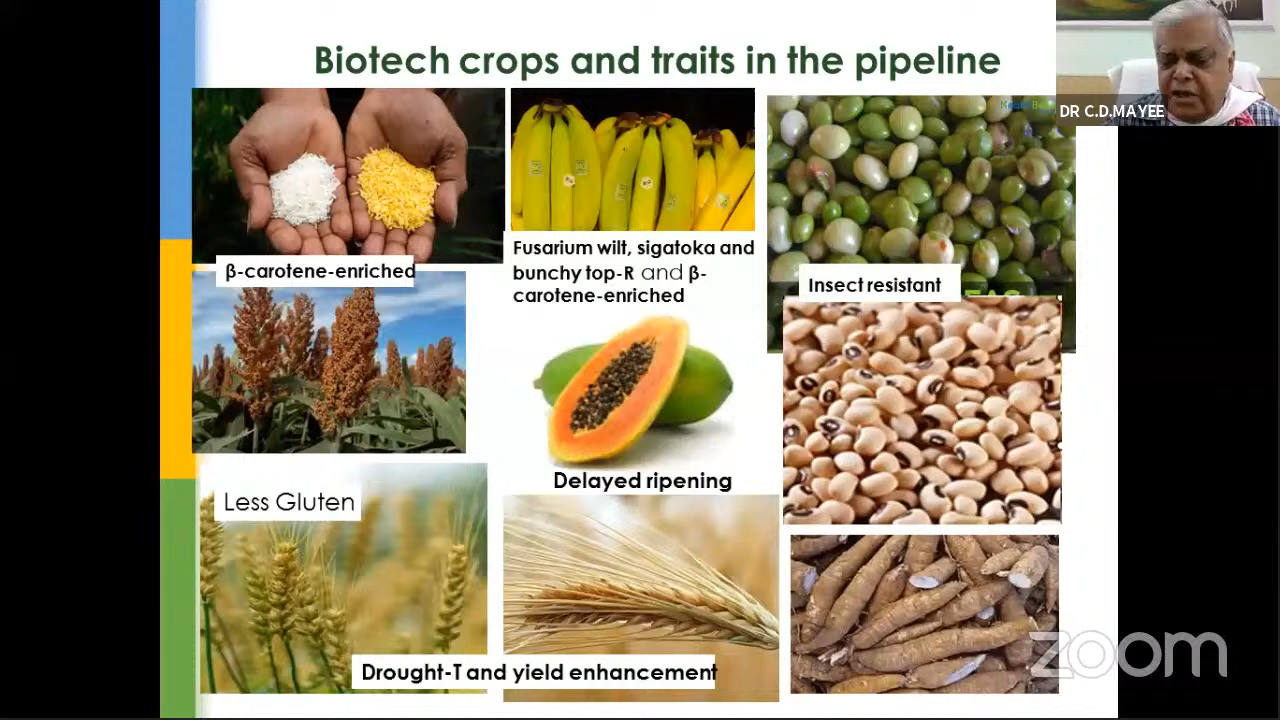 Biotech crops and traits in the pipeline
DR C.D.MAYEE
β-carotene-enriched
Fusarium wilt, sigatoka and
bunchy top-R and β-
carotene-enriched
Insect resistant
Delayed ripening
Less Gluten
Drought-T and yield enhancement
zoom